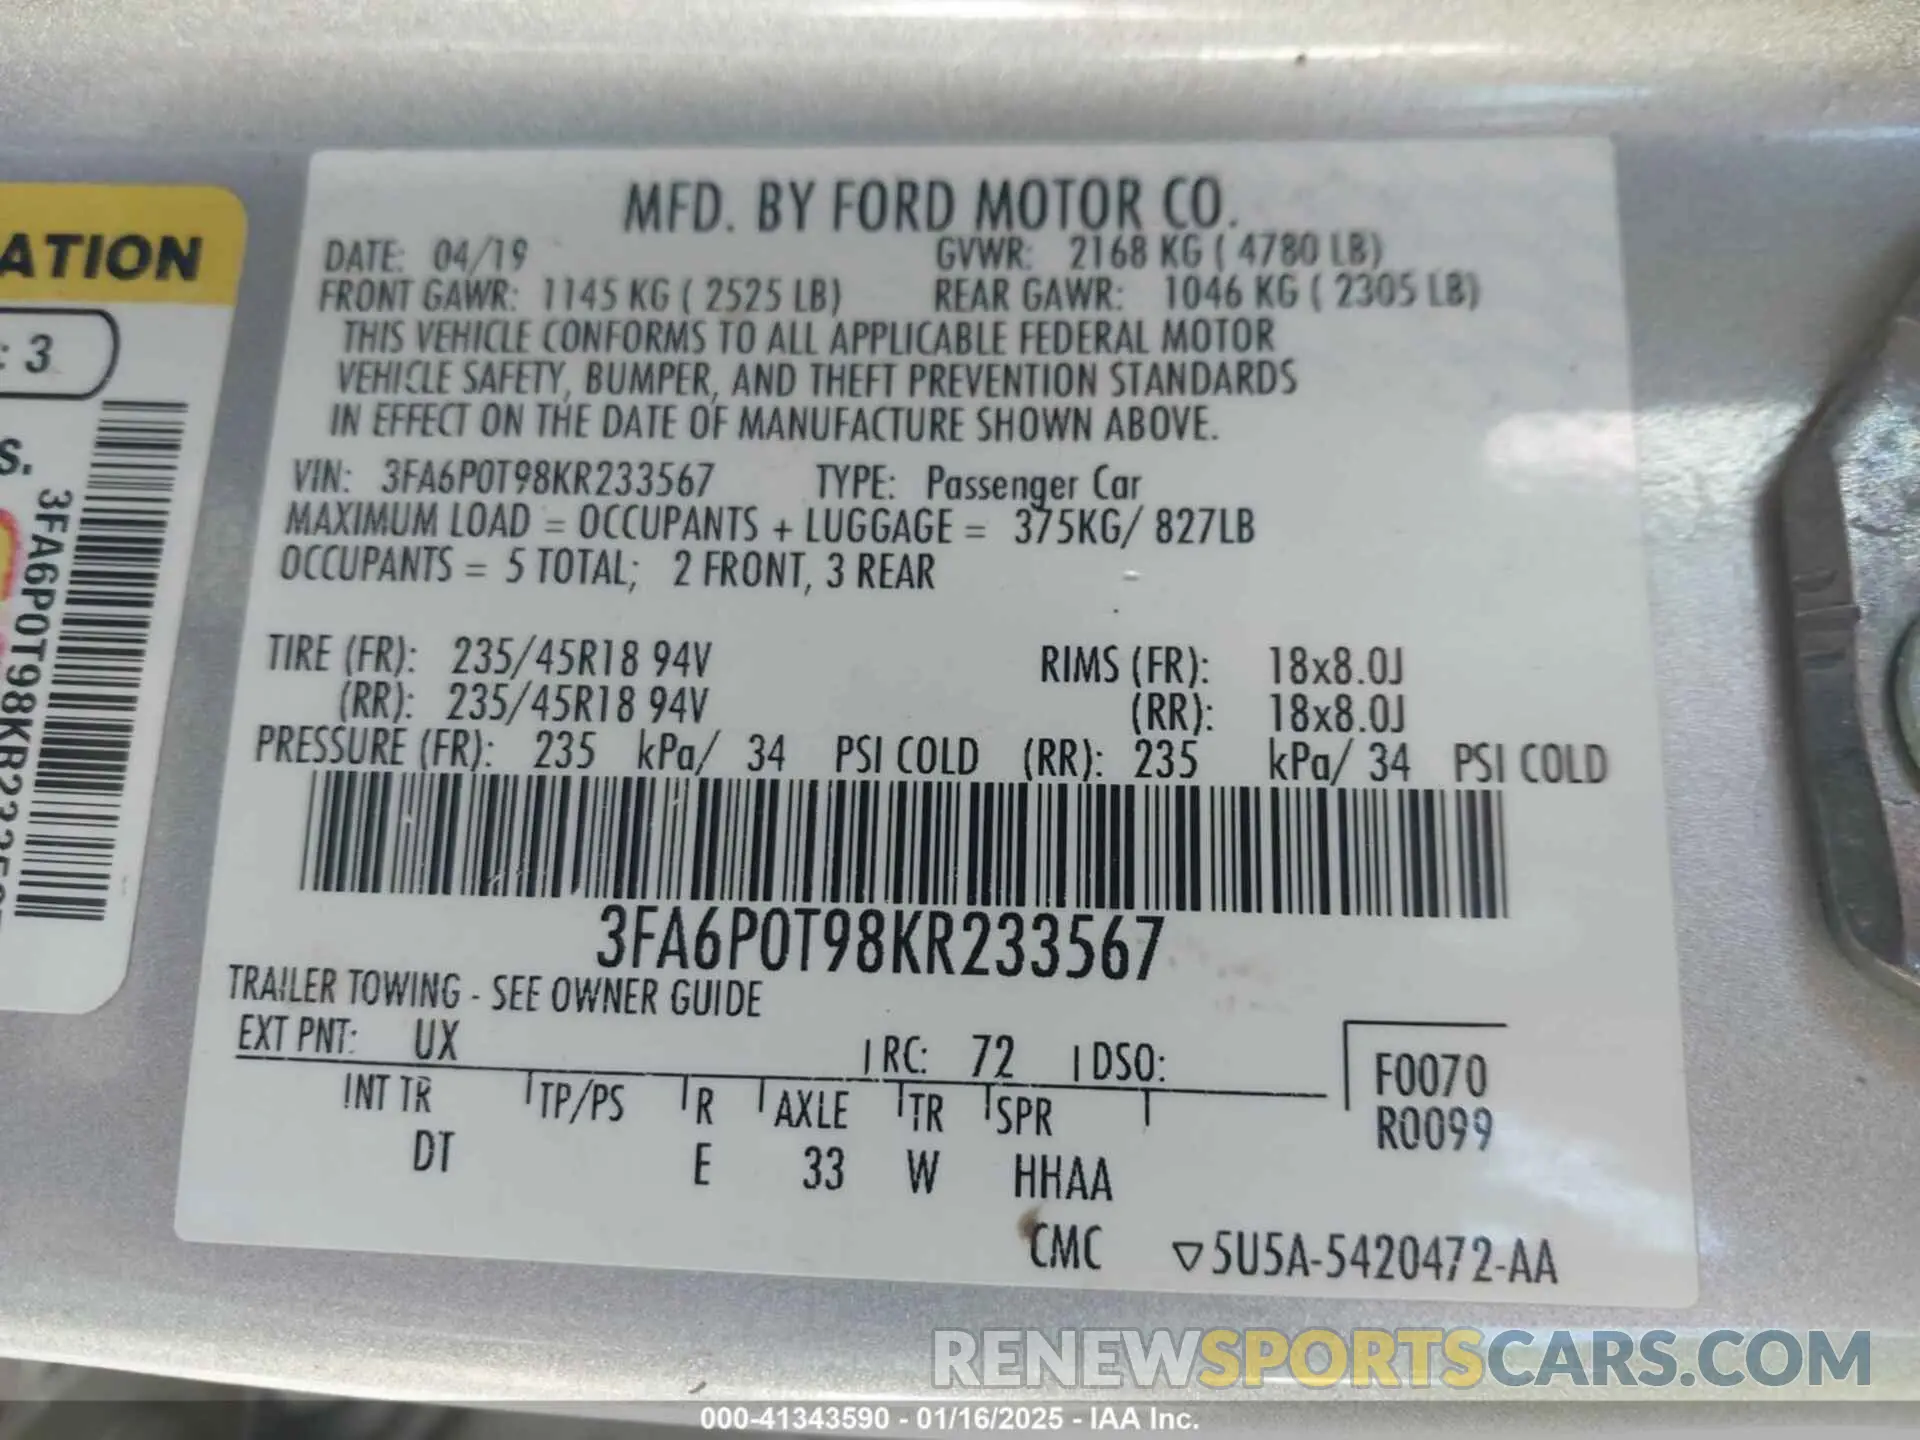 MFD. BY FORD MOTOR CO.
DATE: 04/19 GVWR: 2168 KG ( 4780 LB)
FRONT GAWR: 1145 KG ( 2525 LB) REAR GAWR: 1046 KG ( 2305 LB)
THIS VEHICLE CONFORMS TO ALL APPLICABLE FEDERAL MOTOR
VEHICLE SAFETY, BUMPER, AND THEFT PREVENTION STANDARDS
IN EFFECT ON THE DATE OF MANUFACTURE SHOWN ABOVE.
VIN: 3FA6P0T98KR233567 TYPE: Passenger Car
MAXIMUM LOAD = OCCUPANTS + LUGGAGE = 375KG/ 827LB
OCCUPANTS = 5 TOTAL; 2 FRONT, 3 REAR
TIRE (FR): 235/45R18 94V RIMS (FR): 18x8.0J
(RR): 235/45R18 94V (RR): 18x8.0J
PRESSURE (FR): 235 kPa/ 34 PSI COLD (RR): 235 kPa/ 34 PSI COLD
3FA6P0T98KR233567
TRAILER TOWING - SEE OWNER GUIDE
EXT PNT: UX RC: 72 DSO:
F0070
R0099
INT TR TP/PS R AXLE TR SPR
DT E 33 W HHAA
CMC ▽5U5A-5420472-AA
ATION
: 3
S.
3FA6P0T98KR23356
RENEWSPORTSCARS.COM
000-41343590 - 01/16/2025 - IAA Inc.